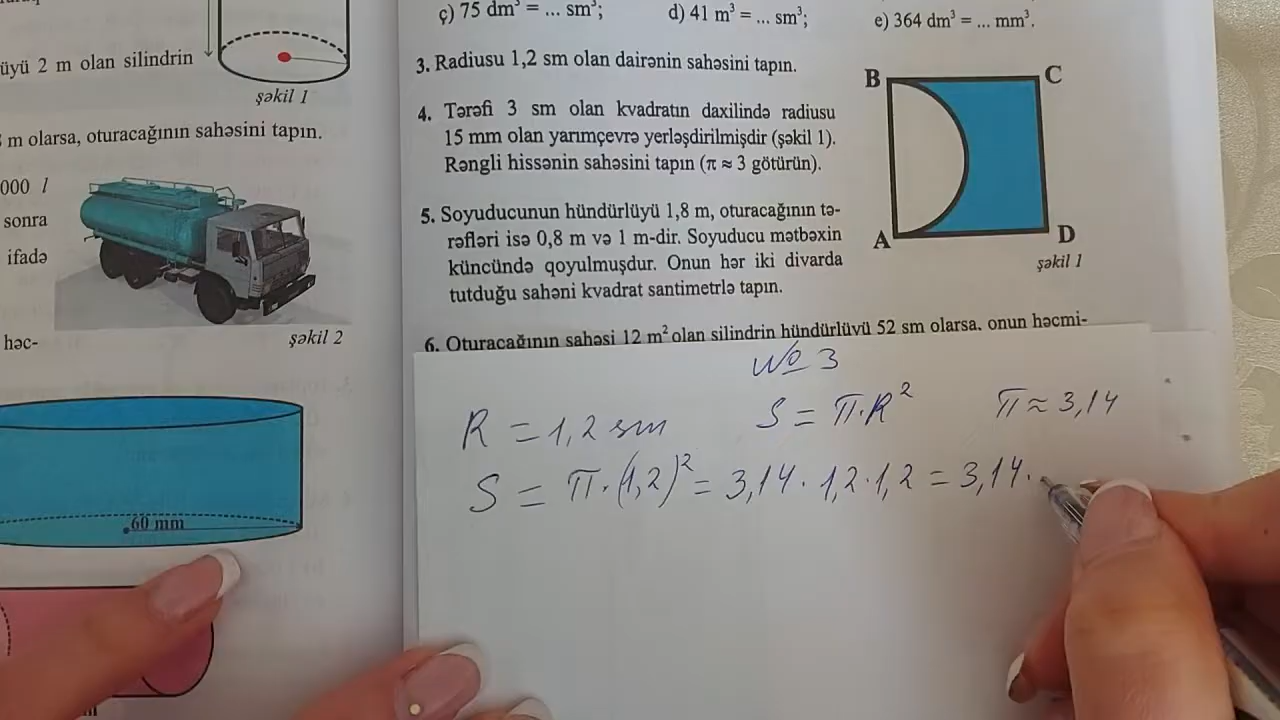 üyü 2 m olan silindrin
şəkil 1
m olarsa, oturacağının sahəsini tapın.
000 l
sonra
ifadə
şəkil 2
həc-
60 mm
ç) 75 dm³ = ... sm³;
d) 41 m³ = ... sm³;
e) 364 dm³ = ... mm³.
3. Radiusu 1,2 sm olan dairənin sahəsini tapın.
4. Tərəfi 3 sm olan kvadratın daxilində radiusu
15 mm olan yarımçevrə yerləşdirilmişdir (şəkil 1).
Rəngli hissənin sahəsini tapın (π ≈ 3 götürün).
B
C
A
D
şəkil 1
5. Soyuducunun hündürlüyü 1,8 m, oturacağının tə-
rəfləri isə 0,8 m və 1 m-dir. Soyuducu mətbəxin
küncündə qoyulmuşdur. Onun hər iki divarda
tutduğu sahəni kvadrat santimetrlə tapın.
6. Oturacağının sahəsi 12 m² olan silindrin hündürlüyü 52 sm olarsa, onun həcmi-
№ 3
R = 1,2 sm
S = π·R²
π ≈ 3,14
S = π·(1,2)² = 3,14 · 1,2·1,2 = 3,14·